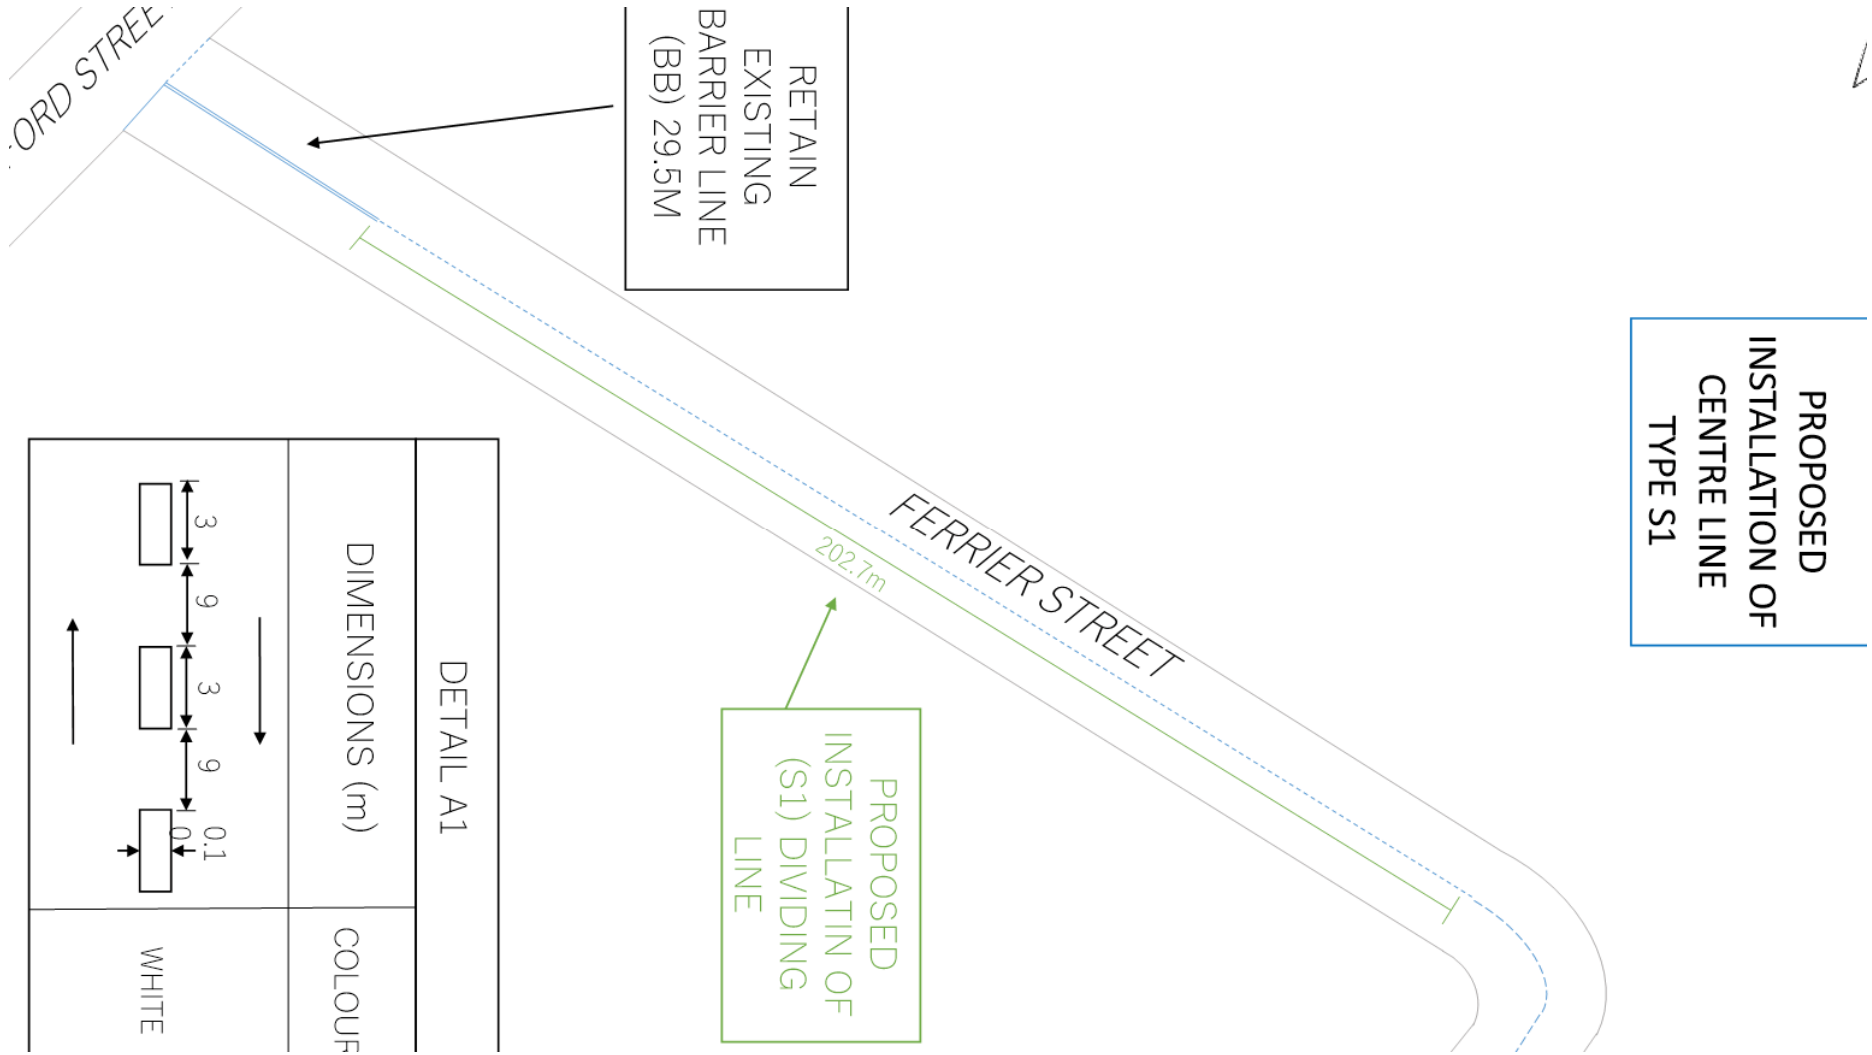 PROPOSED
INSTALLATION OF
CENTRE LINE
TYPE S1
RETAIN
EXISTING
BARRIER LINE
(BB) 29.5M
FERRIER STREET
202.7m
PROPOSED
INSTALLATIN OF
(S1) DIVIDING
LINE
DETAIL A1
DIMENSIONS (m)
COLOUR
3
9
3
9
0.1
0
WHITE
ORD STREE